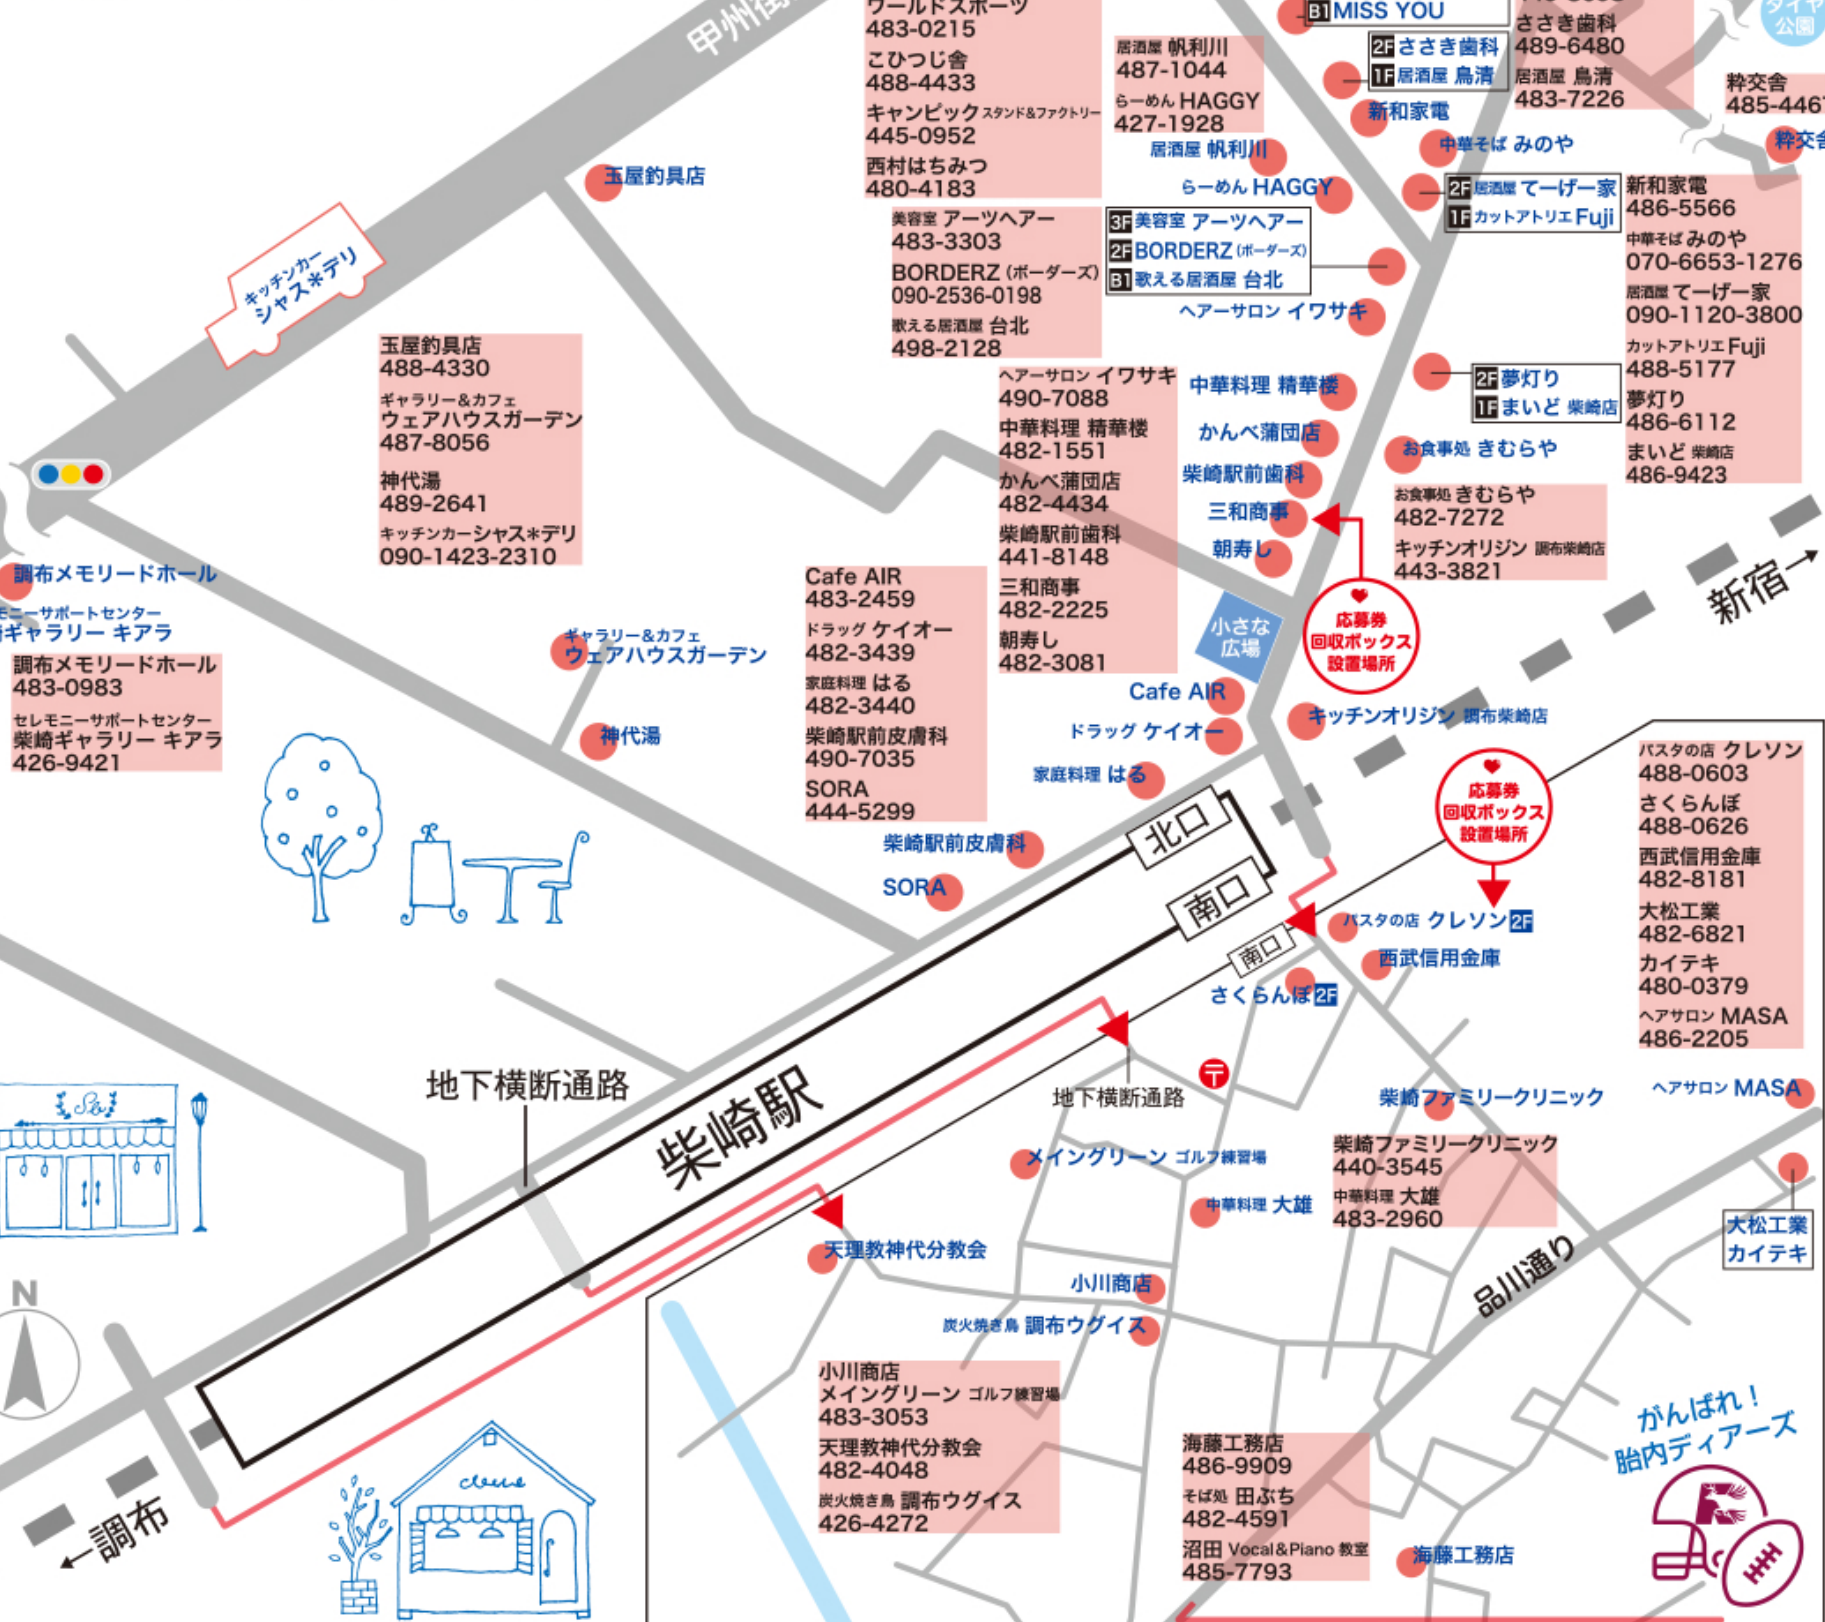 甲州街
ワールドスポーツ
483-0215
こひつじ舎
488-4433
キャンピック スタンド&ファクトリー
445-0952
西村はちみつ
480-4183
居酒屋 帆利川
487-1044
らーめん HAGGY
427-1928
居酒屋 帆利川
らーめん HAGGY
B1 MISS YOU
2F ささき歯科
1F 居酒屋 鳥清
ささき歯科
489-6480
居酒屋 鳥清
483-7226
公園
粋交舎
485-446
粋交舎
新和家電
中華そば みのや
2F 居酒屋 てーげー家
1F カットアトリエ Fuji
新和家電
486-5566
中華そば みのや
070-6653-1276
居酒屋 てーげー家
090-1120-3800
カットアトリエ Fuji
488-5177
夢灯り
486-6112
まいど 柴崎店
486-9423
玉屋釣具店
キッチンカー
シャス*デリ
美容室 アーツヘアー
483-3303
BORDERZ (ボーダーズ)
090-2536-0198
歌える居酒屋 台北
498-2128
3F 美容室 アーツヘアー
2F BORDERZ (ボーダーズ)
B1 歌える居酒屋 台北
ヘアーサロン イワサキ
玉屋釣具店
488-4330
ギャラリー&カフェ
ウェアハウスガーデン
487-8056
神代湯
489-2641
キッチンカーシャス*デリ
090-1423-2310
ヘアーサロン イワサキ
490-7088
中華料理 精華楼
482-1551
かんべ蒲団店
482-4434
柴崎駅前歯科
441-8148
三和商事
482-2225
朝寿し
482-3081
中華料理 精華楼
かんべ蒲団店
柴崎駅前歯科
三和商事
朝寿し
2F 夢灯り
1F まいど 柴崎店
お食事処 きむらや
お食事処 きむらや
482-7272
キッチンオリジン 調布柴崎店
443-3821
新宿→
応募券
回収ボックス
設置場所
小さな
広場
調布メモリードホール
モニーサポートセンター
ギャラリー キアラ
調布メモリードホール
483-0983
セレモニーサポートセンター
柴崎ギャラリー キアラ
426-9421
ギャラリー&カフェ
ウェアハウスガーデン
神代湯
Cafe AIR
483-2459
ドラッグ ケイオー
482-3439
家庭料理 はる
482-3440
柴崎駅前皮膚科
490-7035
SORA
444-5299
Cafe AIR
ドラッグ ケイオー
家庭料理 はる
柴崎駅前皮膚科
SORA
キッチンオリジン 調布柴崎店
応募券
回収ボックス
設置場所
北口
南口
南口
パスタの店 クレソン 2F
西武信用金庫
さくらんぼ 2F
パスタの店 クレソン
488-0603
さくらんぼ
488-0626
西武信用金庫
482-8181
大松工業
482-6821
カイテキ
480-0379
ヘアサロン MASA
486-2205
地下横断通路
柴崎駅
地下横断通路
〒
柴崎ファミリークリニック
ヘアサロン MASA
柴崎ファミリークリニック
440-3545
中華料理 大雄
483-2960
メイングリーン ゴルフ練習場
中華料理 大雄
大松工業
カイテキ
品川通り
天理教神代分教会
小川商店
炭火焼き鳥 調布ウグイス
小川商店
メイングリーン ゴルフ練習場
483-3053
天理教神代分教会
482-4048
炭火焼き鳥 調布ウグイス
426-4272
海藤工務店
486-9909
そば処 田ぶち
482-4591
沼田 Vocal&Piano 教室
485-7793
海藤工務店
がんばれ!
胎内ディアーズ
N
←調布